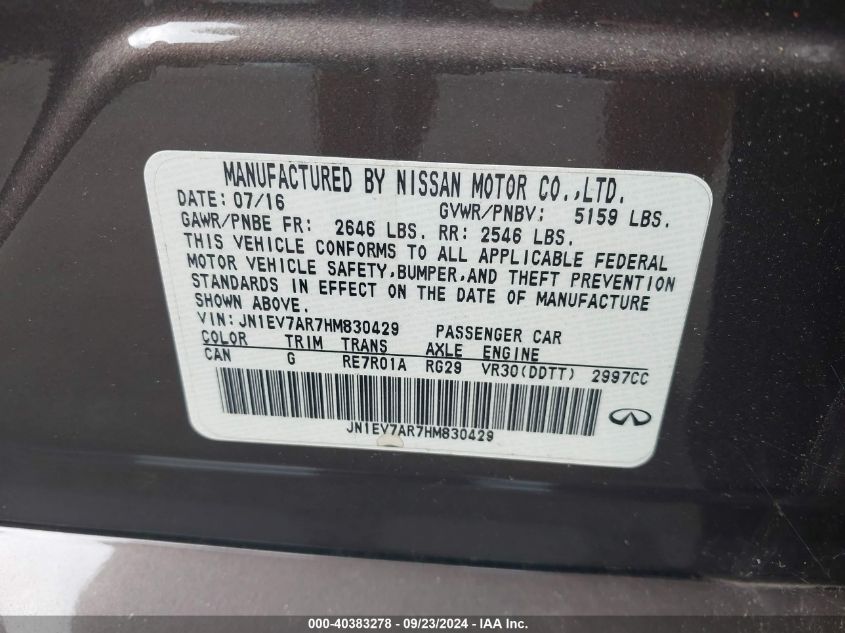 MANUFACTURED BY NISSAN MOTOR CO.,LTD.
DATE: 07/16 GVWR/PNBV: 5159 LBS.
GAWR/PNBE FR: 2646 LBS. RR: 2546 LBS.
THIS VEHICLE CONFORMS TO ALL APPLICABLE FEDERAL
MOTOR VEHICLE SAFETY,BUMPER,AND THEFT PREVENTION
STANDARDS IN EFFECT ON THE DATE OF MANUFACTURE
SHOWN ABOVE.
VIN:JN1EV7AR7HM830429 PASSENGER CAR
COLOR TRIM TRANS AXLE ENGINE
CAN G RE7R01A RG29 VR30(DDTT) 2997CC
JN1EV7AR7HM830429
000-40383278 - 09/23/2024 - www.iaai.com